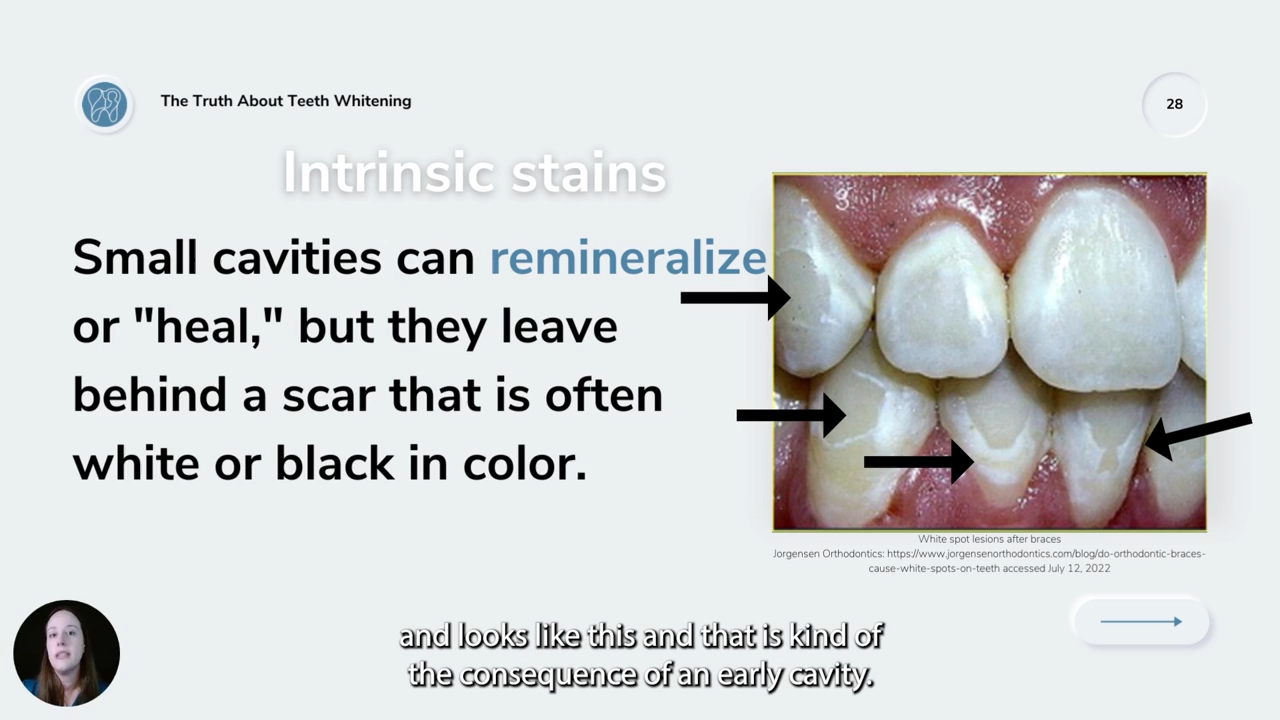 The Truth About Teeth Whitening
28
Intrinsic stains
Small cavities can remineralize
or "heal," but they leave
behind a scar that is often
white or black in color.
White spot lesions after braces
Jorgensen Orthodontics: https://www.jorgensenorthodontics.com/blog/do-orthodontic-braces-
cause-white-spots-on-teeth accessed July 12, 2022
and looks like this and that is kind of
the consequence of an early cavity.